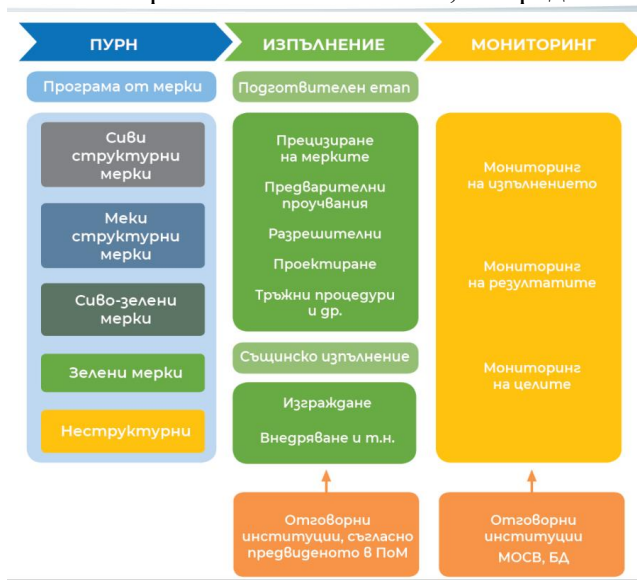 ПУРН
ИЗПЪЛНЕНИЕ
МОНИТОРИНГ
Програма от мерки
Сиви
структурни
мерки
Меки
структурни
мерки
Сиво-зелени
мерки
Зелени мерки
Неструктурни
Подготвителен етап
Прецизиране
на мерките
Предварителни
проучвания
Разрешителни
Проектиране
Тръжни процедури
и др.
Същинско изпълнение
Изграждане
Внедряване и т.н.
Отговорни
институции, съгласно
предвиденото в ПоМ
Мониторинг
на изпълнението
Мониторинг
на резултатите
Мониторинг
на целите
Отговорни
институции
МОСВ, БД